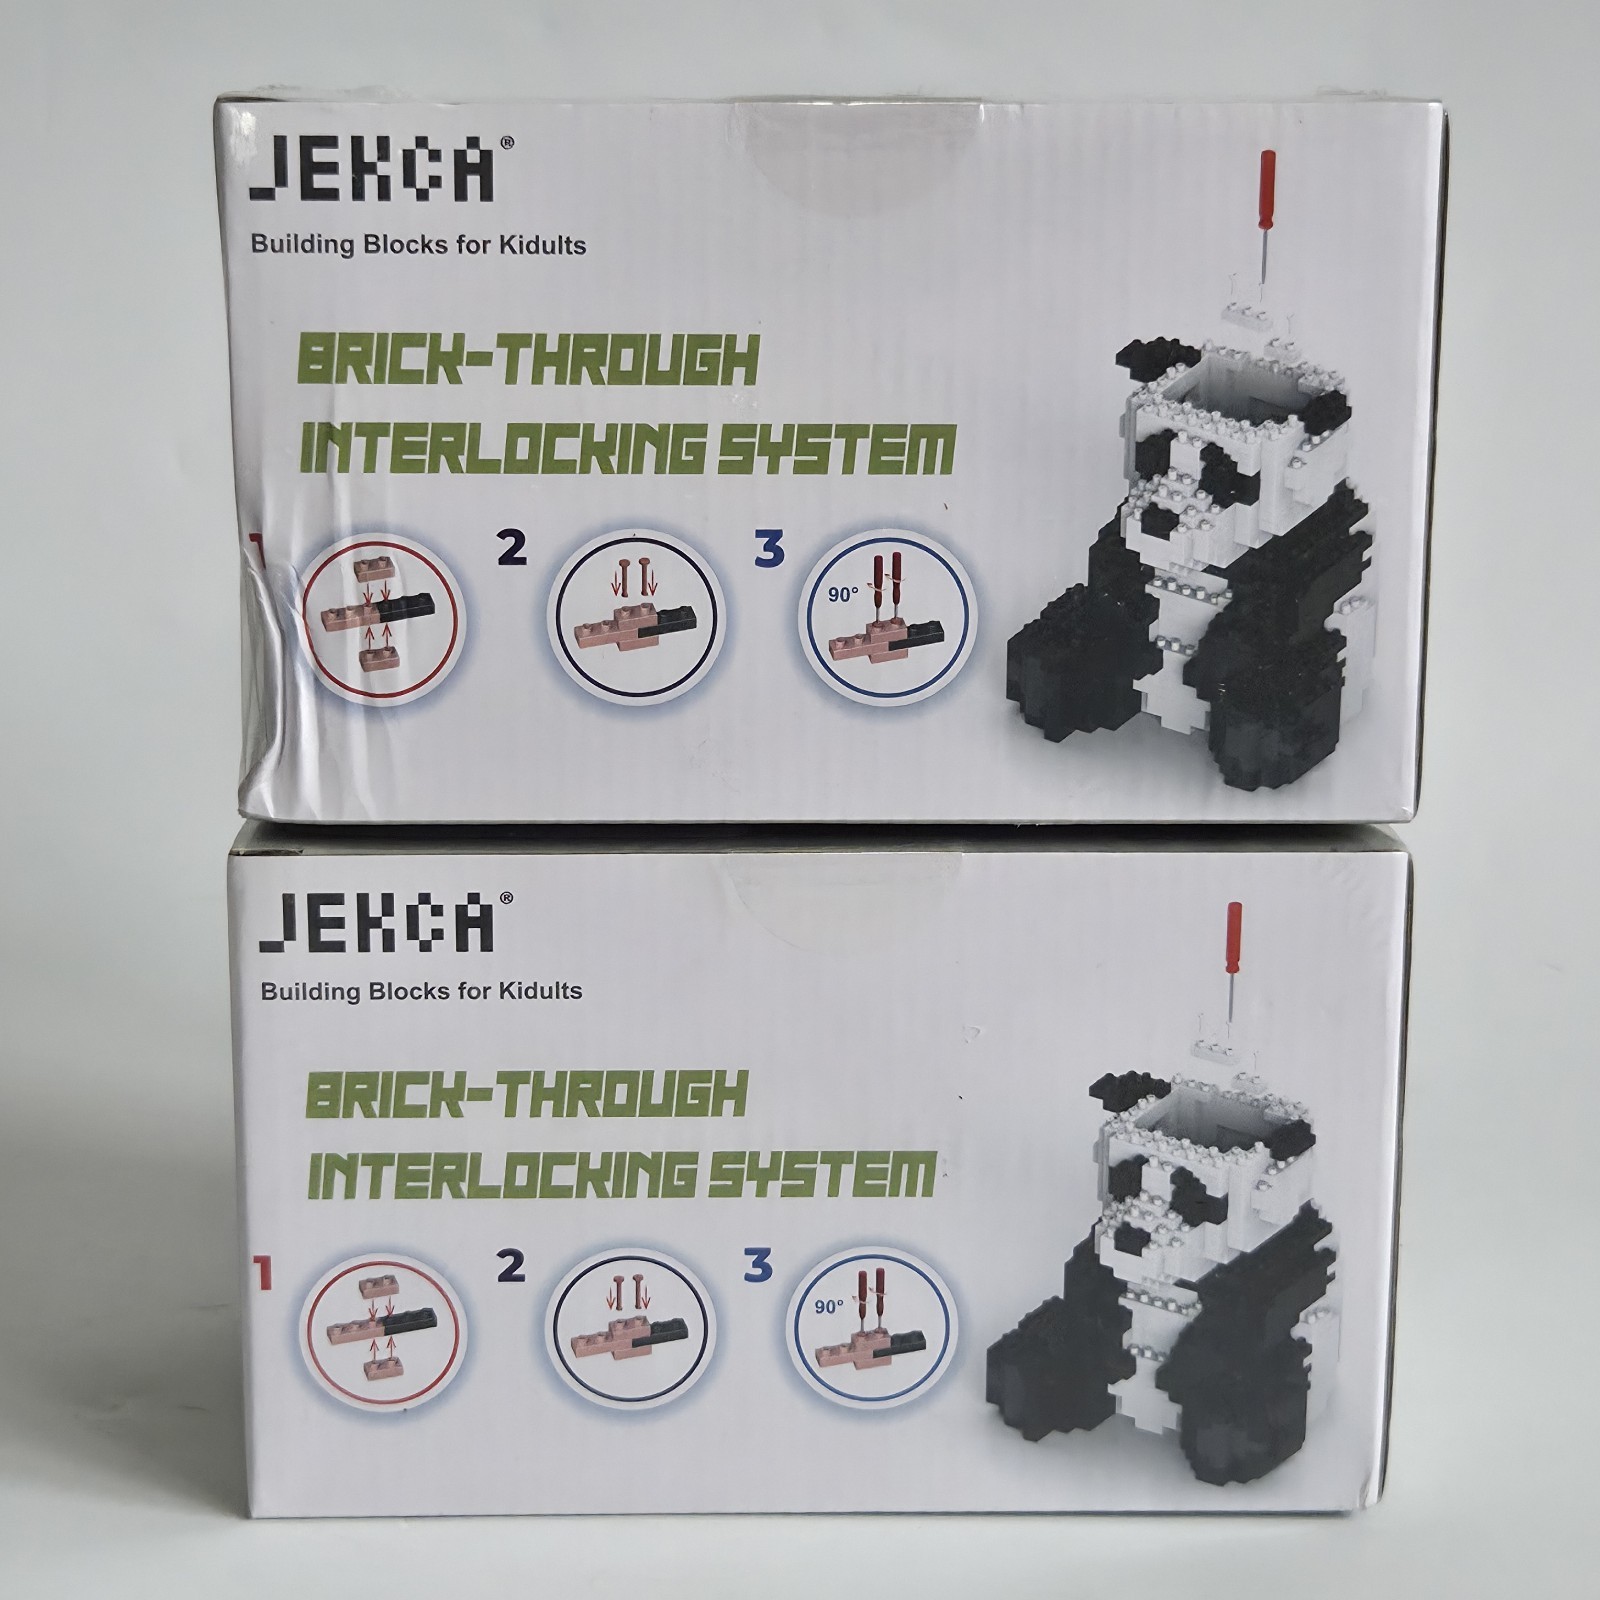 JEKCA®
Building Blocks for Kidults
BRICK-THROUGH
INTERLOCKING SYSTEM
1 2 3
90°
JEKCA®
Building Blocks for Kidults
BRICK-THROUGH
INTERLOCKING SYSTEM
1 2 3
90°